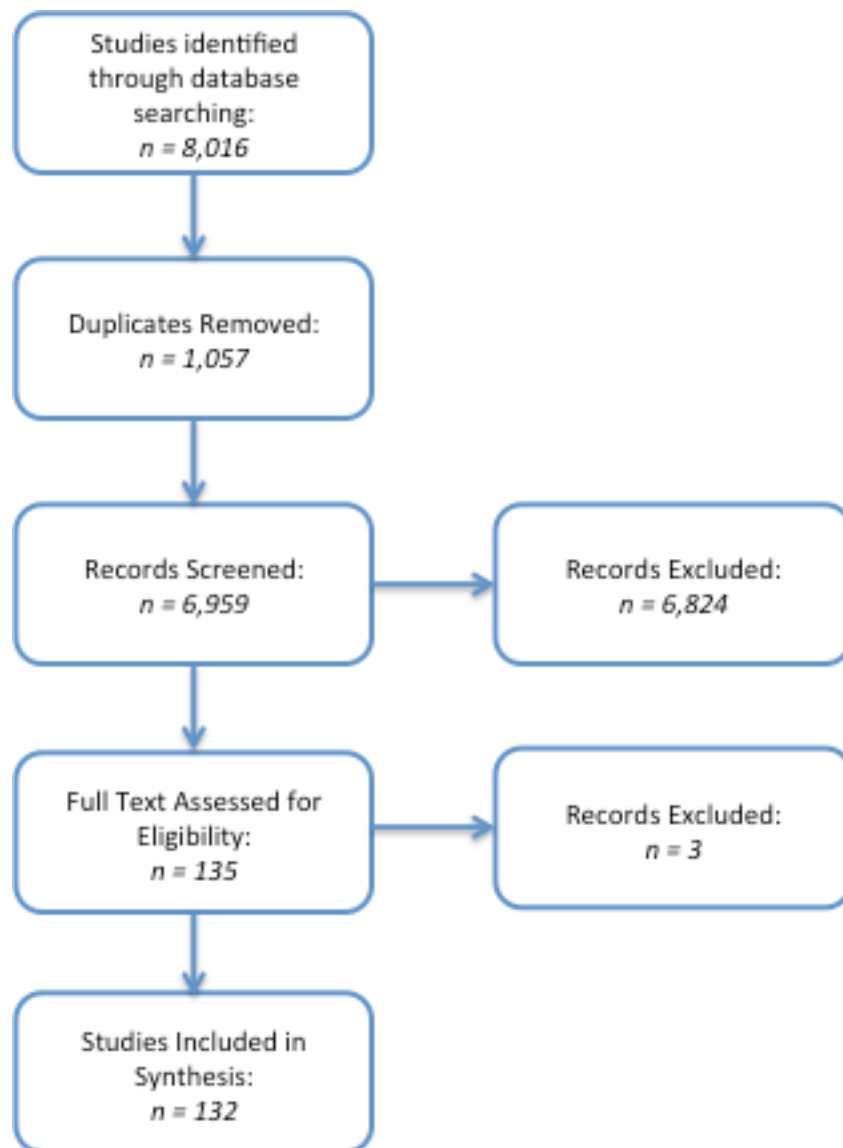 Studies identified
through database
searching:
n = 8,016
Duplicates Removed:
n = 1,057
Records Screened:
n = 6,959
Records Excluded:
n = 6,824
Full Text Assessed for
Eligibility:
n = 135
Records Excluded:
n = 3
Studies Included in
Synthesis:
n = 132